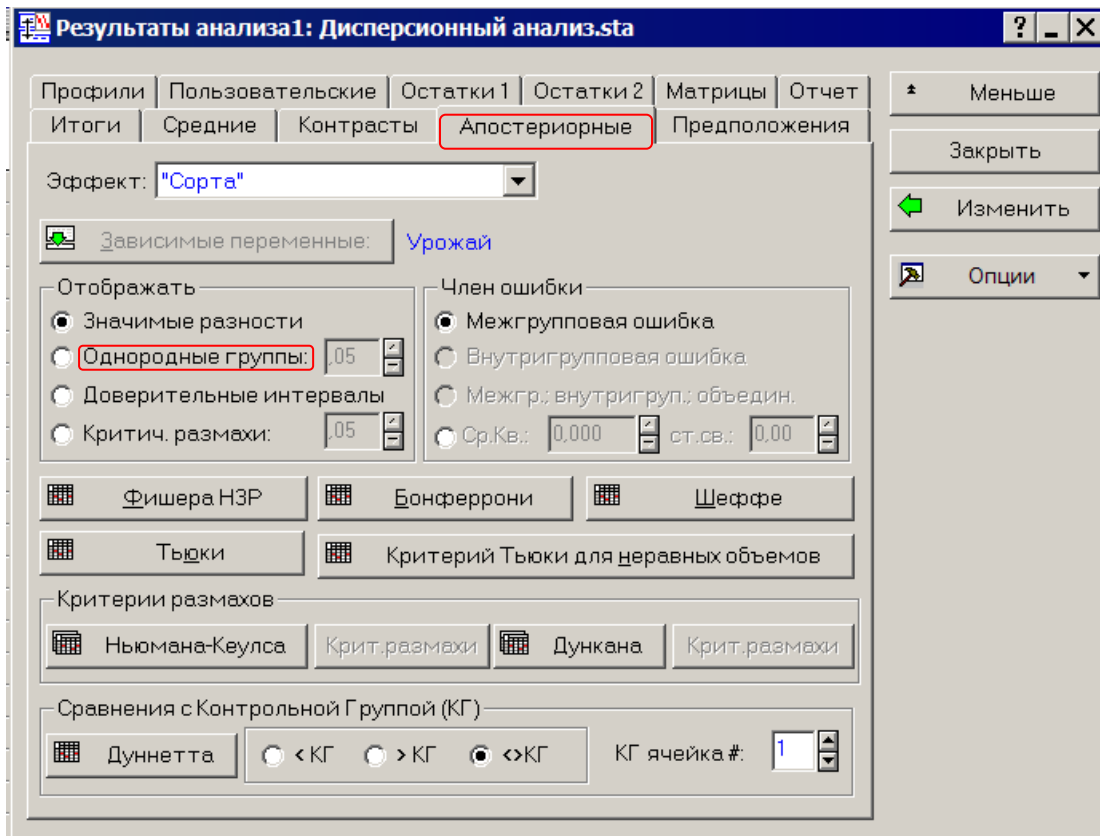 Результаты анализа1: Дисперсионный анализ.sta
Профили Пользовательские Остатки 1 Остатки 2 Матрицы Отчет
Итоги Средние Контрасты Апостериорные Предположения
Меньше
Закрыть
Изменить
Опции
Эффект: "Сорта"
Зависимые переменные: Урожай
Отображать
Значимые разности
Однородные группы: ,05
Доверительные интервалы
Критич. размахи: ,05
Член ошибки
Межгрупповая ошибка
Внутригрупповая ошибка
Межгр.; внутригруп.; объедин.
Ср.Кв.: 0,000 ст.св.: 0,00
Фишера НЗР Бонферрони Шеффе
Тьюки Критерий Тьюки для неравных объемов
Критерии размахов
Ньюмана-Кеулса Крит.размахи Дункана Крит.размахи
Сравнения с Контрольной Группой (КГ)
Дуннетта < КГ > КГ <>КГ КГ ячейка #: 1